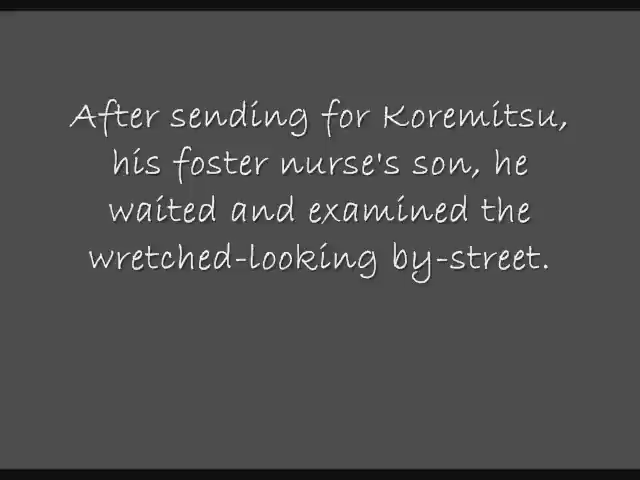 After sending for Koremitsu,
his foster nurse's son, he
waited and examined the
wretched-looking by-street.